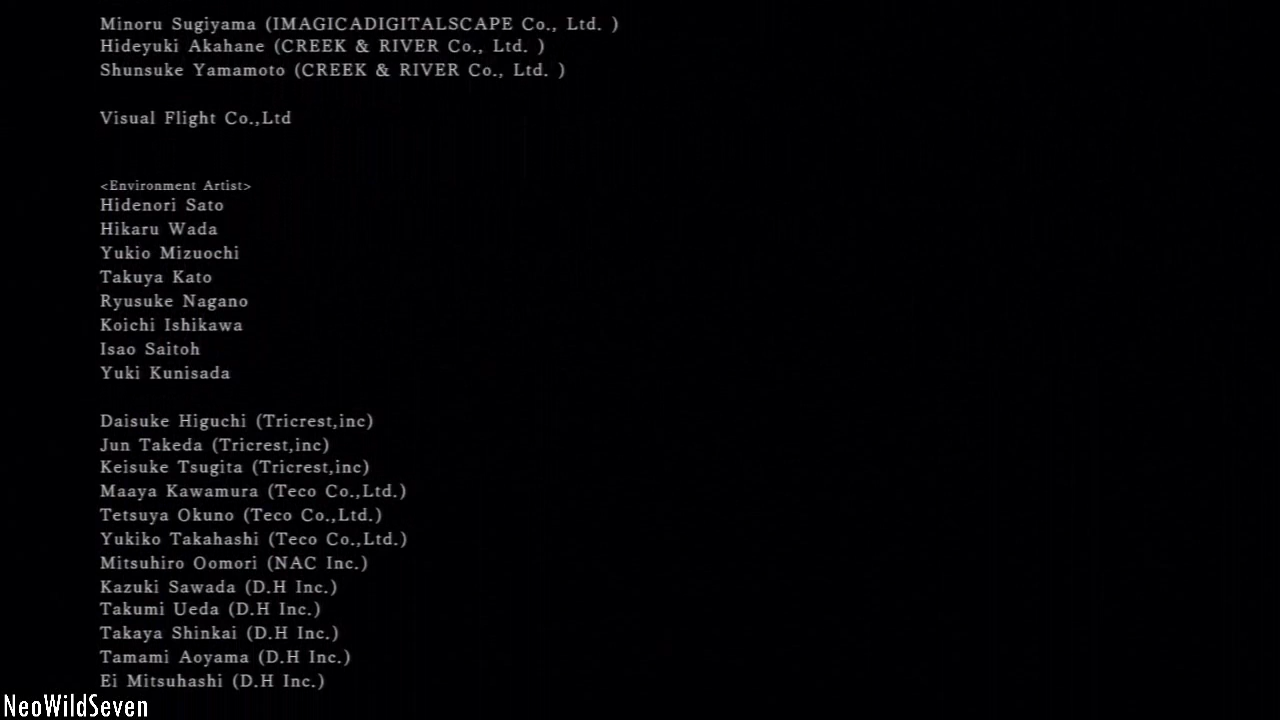 Minoru Sugiyama (IMAGICADIGITALSCAPE Co., Ltd. )
Hideyuki Akahane (CREEK & RIVER Co., Ltd. )
Shunsuke Yamamoto (CREEK & RIVER Co., Ltd. )
Visual Flight Co.,Ltd
<Environment Artist>
Hidenori Sato
Hikaru Wada
Yukio Mizuochi
Takuya Kato
Ryusuke Nagano
Koichi Ishikawa
Isao Saitoh
Yuki Kunisada
Daisuke Higuchi (Tricrest,inc)
Jun Takeda (Tricrest,inc)
Keisuke Tsugita (Tricrest,inc)
Maaya Kawamura (Teco Co.,Ltd.)
Tetsuya Okuno (Teco Co.,Ltd.)
Yukiko Takahashi (Teco Co.,Ltd.)
Mitsuhiro Oomori (NAC Inc.)
Kazuki Sawada (D.H Inc.)
Takumi Ueda (D.H Inc.)
Takaya Shinkai (D.H Inc.)
Tamami Aoyama (D.H Inc.)
Ei Mitsuhashi (D.H Inc.)
NeoWildSeven